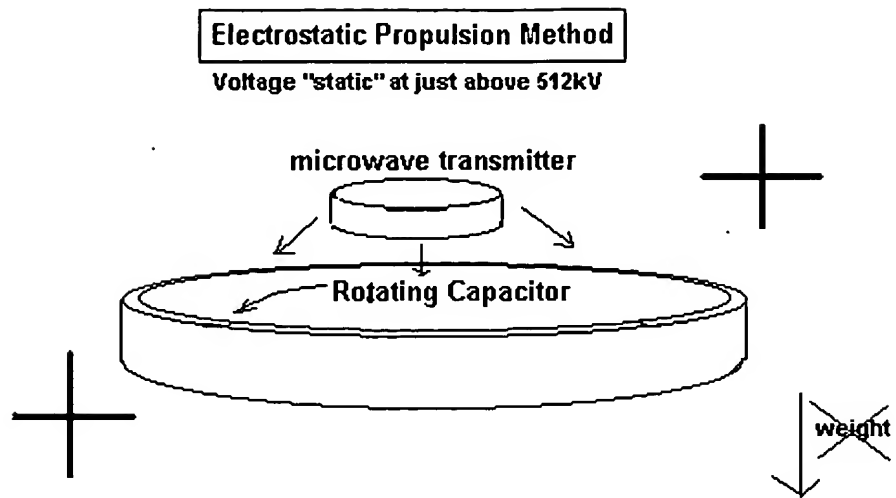 Electrostatic Propulsion Method
Voltage "static" at just above 512kV
microwave transmitter
Rotating Capacitor
weight